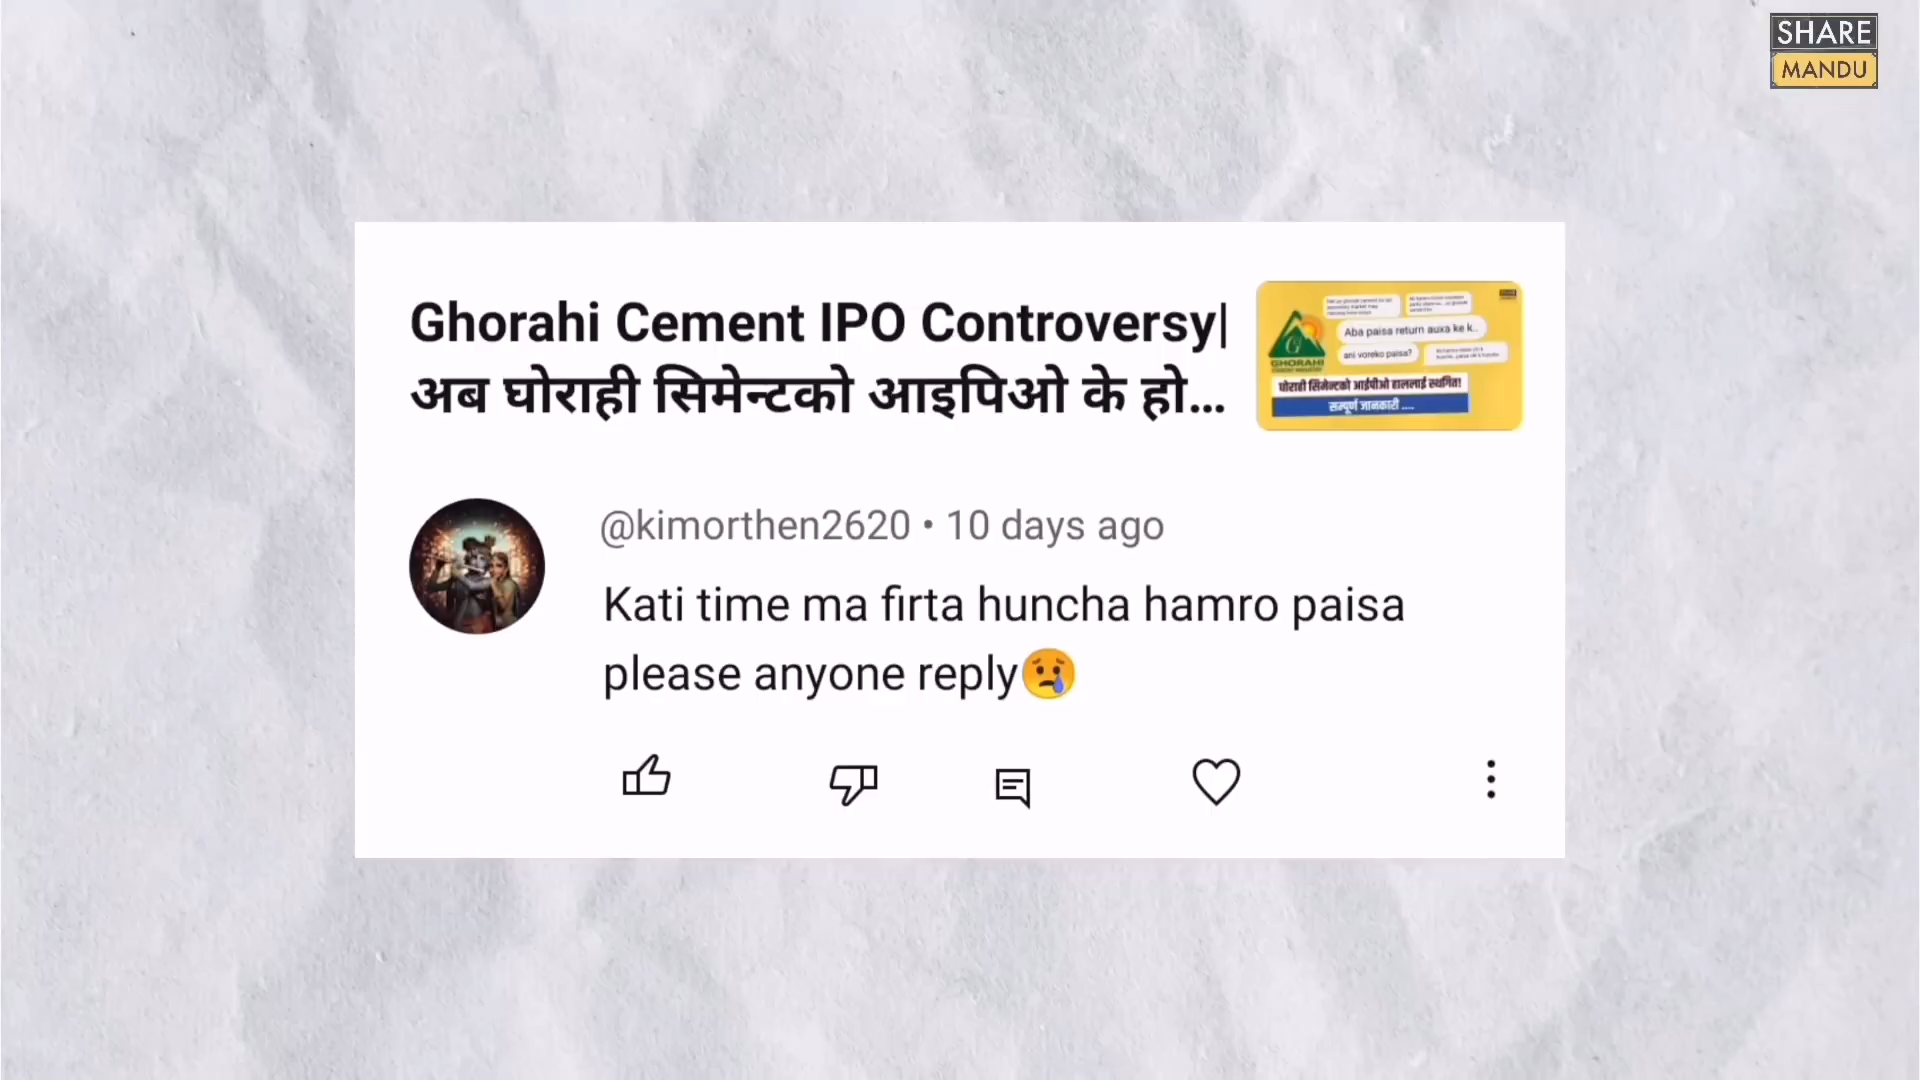 SHARE
MANDU
Ghorahi Cement IPO Controversy|
अब घोराही सिमेन्टको आइपिओ के हो...
Aba paisa return auxa ke k..
ani voreko paisa?
GHORAHI
घोराही सिमेन्टको आईपीओ हाललाई स्थगित!
सम्पूर्ण जानकारी ....
@kimorthen2620 • 10 days ago
Kati time ma firta huncha hamro paisa
please anyone reply😢